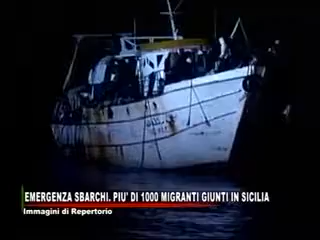 EMERGENZA SBARCHI. PIU' DI 1000 MIGRANTI GIUNTI IN SICILIA
Immagini di Repertorio